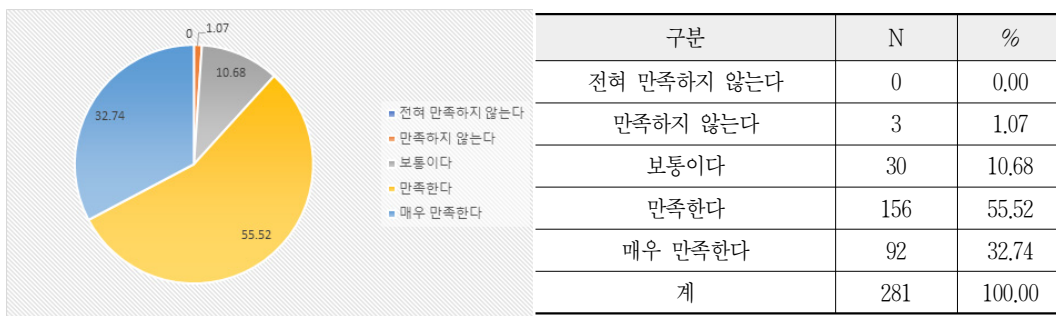 0
1.07
10.68
32.74
55.52
전혀 만족하지 않는다
만족하지 않는다
보통이다
만족한다
매우 만족한다
구분 N %
전혀 만족하지 않는다 0 0.00
만족하지 않는다 3 1.07
보통이다 30 10.68
만족한다 156 55.52
매우 만족한다 92 32.74
계 281 100.00